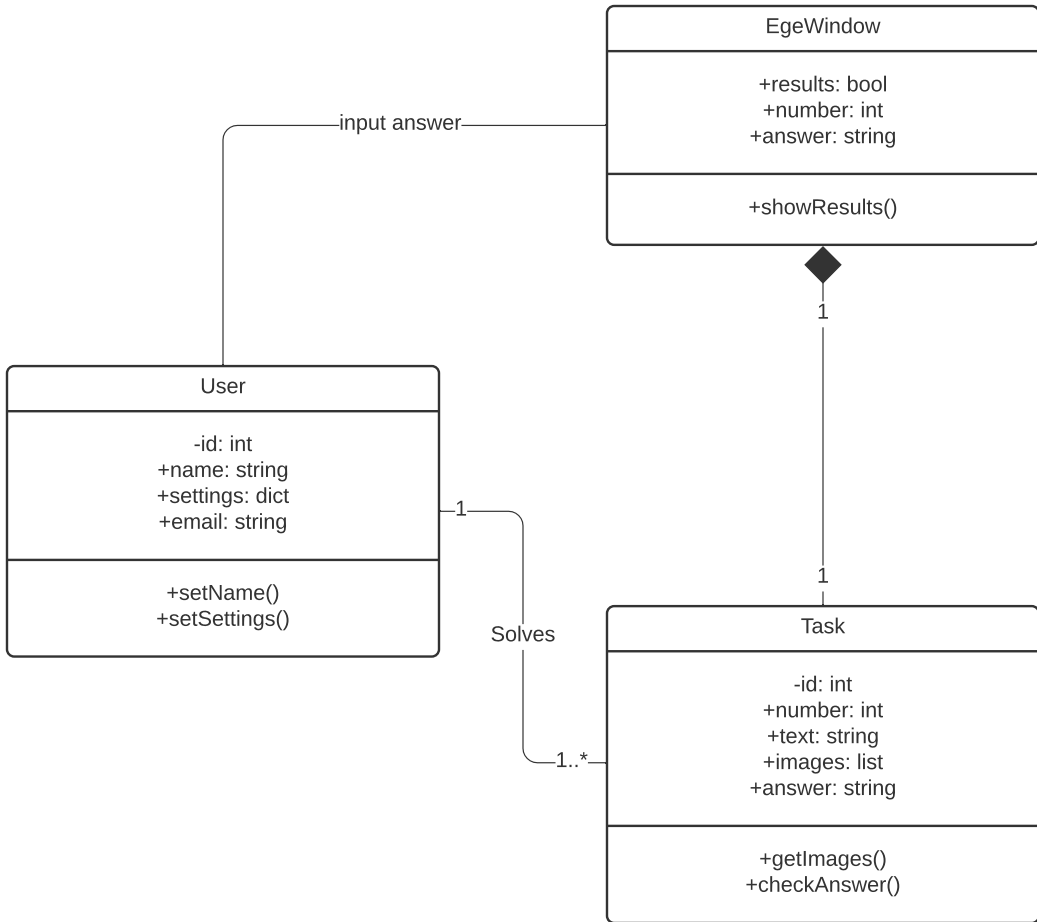 EgeWindow
+results: bool
+number: int
+answer: string
+showResults()
input answer
1
User
-id: int
+name: string
+settings: dict
+email: string
+setName()
+setSettings()
1
Solves
1..*
1
Task
-id: int
+number: int
+text: string
+images: list
+answer: string
+getImages()
+checkAnswer()